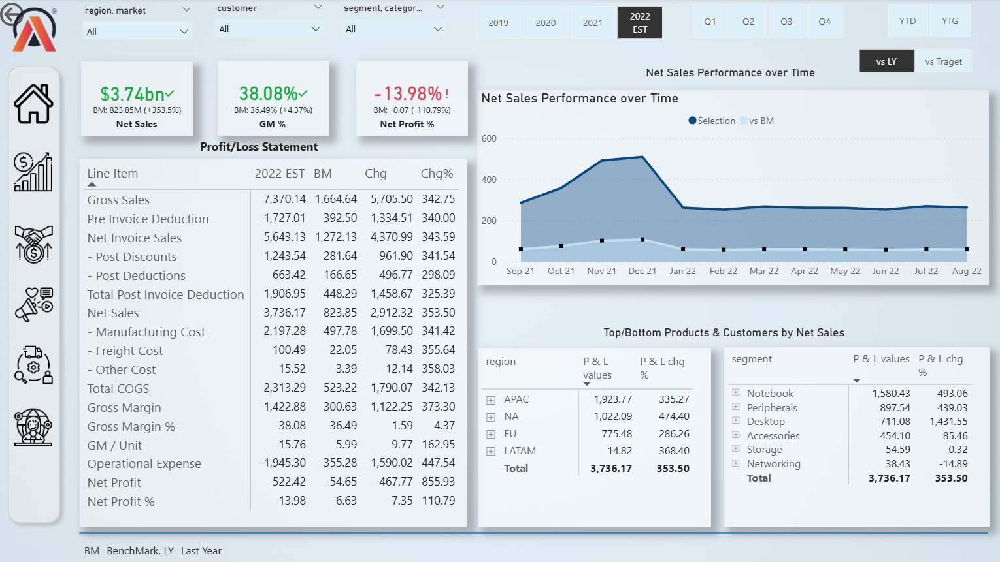 region, market
All
customer
All
segment, categor...
All
2019
2020
2021
2022
EST
Q1
Q2
Q3
Q4
YTD
YTG
vs LY
vs Traget
$3.74bn
BM: 823.85M (+353.5%)
Net Sales
38.08%
BM: 36.49% (+4.37%)
GM %
-13.98%!
BM: -0.07 (-110.79%)
Net Profit %
Profit/Loss Statement
Line Item 2022 EST BM Chg Chg%
Gross Sales 7,370.14 1,664.64 5,705.50 342.75
Pre Invoice Deduction 1,727.01 392.50 1,334.51 340.00
Net Invoice Sales 5,643.13 1,272.13 4,370.99 343.59
- Post Discounts 1,243.54 281.64 961.90 341.54
- Post Deductions 663.42 166.65 496.77 298.09
Total Post Invoice Deduction 1,906.95 448.29 1,458.67 325.39
Net Sales 3,736.17 823.85 2,912.32 353.50
- Manufacturing Cost 2,197.28 497.78 1,699.50 341.42
- Freight Cost 100.49 22.05 78.43 355.64
- Other Cost 15.52 3.39 12.14 358.03
Total COGS 2,313.29 523.22 1,790.07 342.13
Gross Margin 1,422.88 300.63 1,122.25 373.30
Gross Margin % 38.08 36.49 1.59 4.37
GM / Unit 15.76 5.99 9.77 162.95
Operational Expense -1,945.30 -355.28 -1,590.02 447.54
Net Profit -522.42 -54.65 -467.77 855.93
Net Profit % -13.98 -6.63 -7.35 110.79
Net Sales Performance over Time
Net Sales Performance over Time
Selection vs BM
600
400
200
0
Sep 21 Oct 21 Nov 21 Dec 21 Jan 22 Feb 22 Mar 22 Apr 22 May 22 Jun 22 Jul 22 Aug 22
Top/Bottom Products & Customers by Net Sales
region P & L values P & L chg %
APAC 1,923.77 335.27
NA 1,022.09 474.40
EU 775.48 286.26
LATAM 14.82 368.40
Total 3,736.17 353.50
segment P & L values P & L chg %
Notebook 1,580.43 493.06
Peripherals 897.54 439.03
Desktop 711.08 1,431.55
Accessories 454.10 85.46
Storage 54.59 0.32
Networking 38.43 -14.89
Total 3,736.17 353.50
BM=BenchMark, LY=Last Year